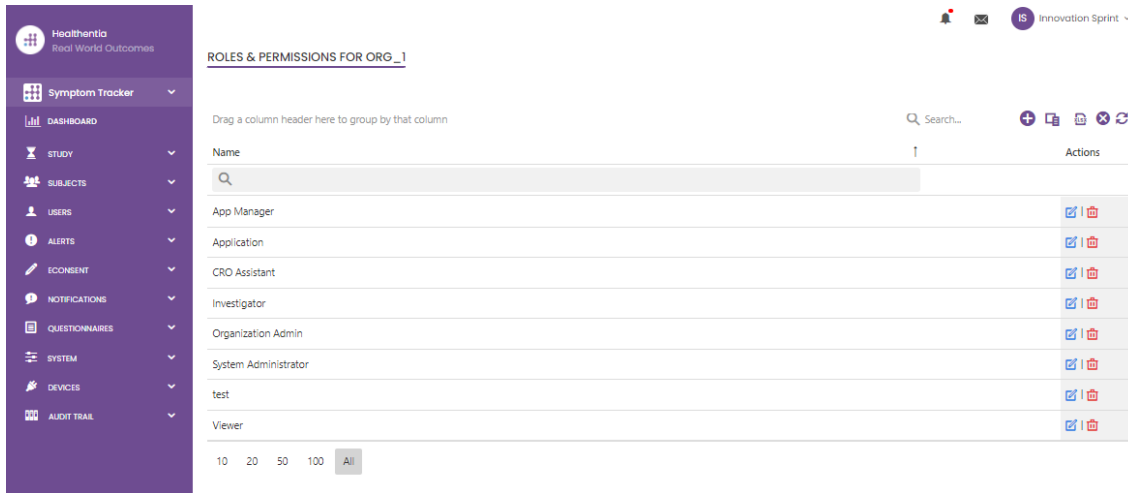 Healthentia
Real World Outcomes
Symptom Tracker
DASHBOARD
STUDY
SUBJECTS
USERS
ALERTS
ECONSENT
NOTIFICATIONS
QUESTIONNAIRES
SYSTEM
DEVICES
AUDIT TRAIL
IS Innovation Sprint
ROLES & PERMISSIONS FOR ORG_1
Drag a column header here to group by that column
Search...
Name Actions
App Manager
Application
CRO Assistant
Investigator
Organization Admin
System Administrator
test
Viewer
10 20 50 100 All